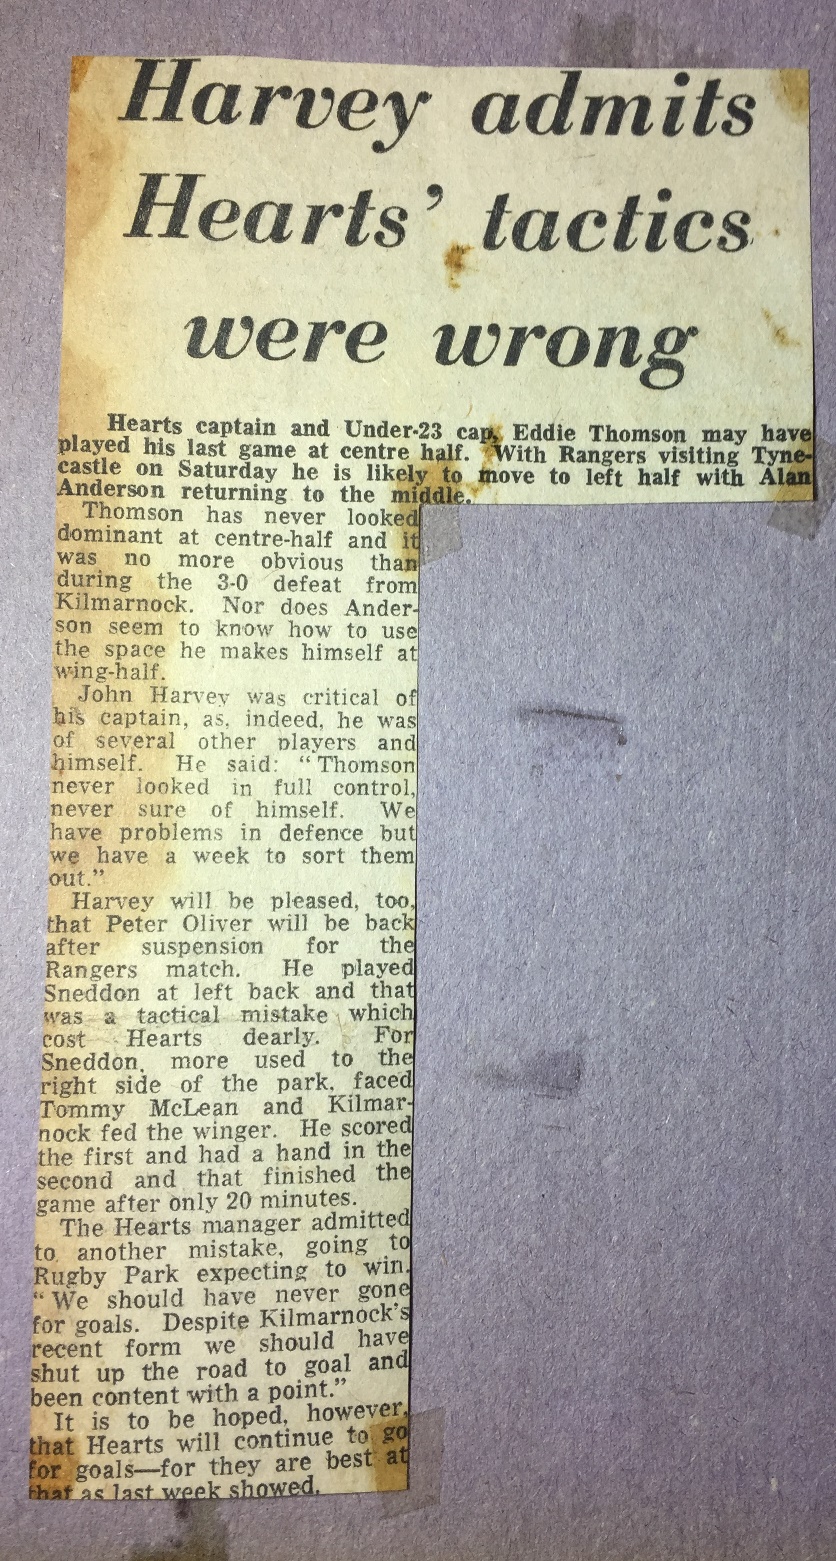 Harvey admits
Hearts' tactics
were wrong
Hearts captain and Under-23 cap, Eddie Thomson may have
played his last game at centre half. With Rangers visiting Tyne-
castle on Saturday he is likely to move to left half with Alan
Anderson returning to the middle.
Thomson has never looked
dominant at centre-half and it
was no more obvious than
during the 3-0 defeat from
Kilmarnock. Nor does Ander-
son seem to know how to use
the space he makes himself at
wing-half.
John Harvey was critical of
his captain, as, indeed, he was
of several other players and
himself. He said: "Thomson
never looked in full control,
never sure of himself. We
have problems in defence but
we have a week to sort them
out."
Harvey will be pleased, too,
that Peter Oliver will be back
after suspension for the
Rangers match. He played
Sneddon at left back and that
was a tactical mistake which
cost Hearts dearly. For
Sneddon, more used to the
right side of the park, faced
Tommy McLean and Kilmar-
nock fed the winger. He scored
the first and had a hand in the
second and that finished the
game after only 20 minutes.
The Hearts manager admitted
to another mistake, going to
Rugby Park expecting to win.
"We should have never gone
for goals. Despite Kilmarnock's
recent form we should have
shut up the road to goal and
been content with a point."
It is to be hoped, however,
that Hearts will continue to go
for goals—for they are best at
that as last week showed.